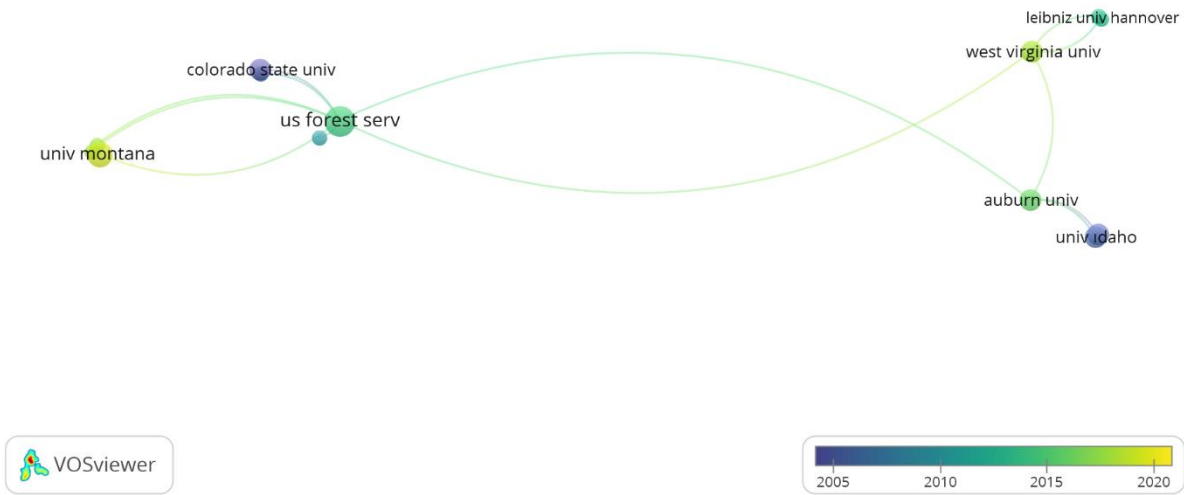 leibniz univ hannover
west virginia univ
colorado state univ
us forest serv
univ montana
auburn univ
univ idaho
VOSviewer
2005 2010 2015 2020